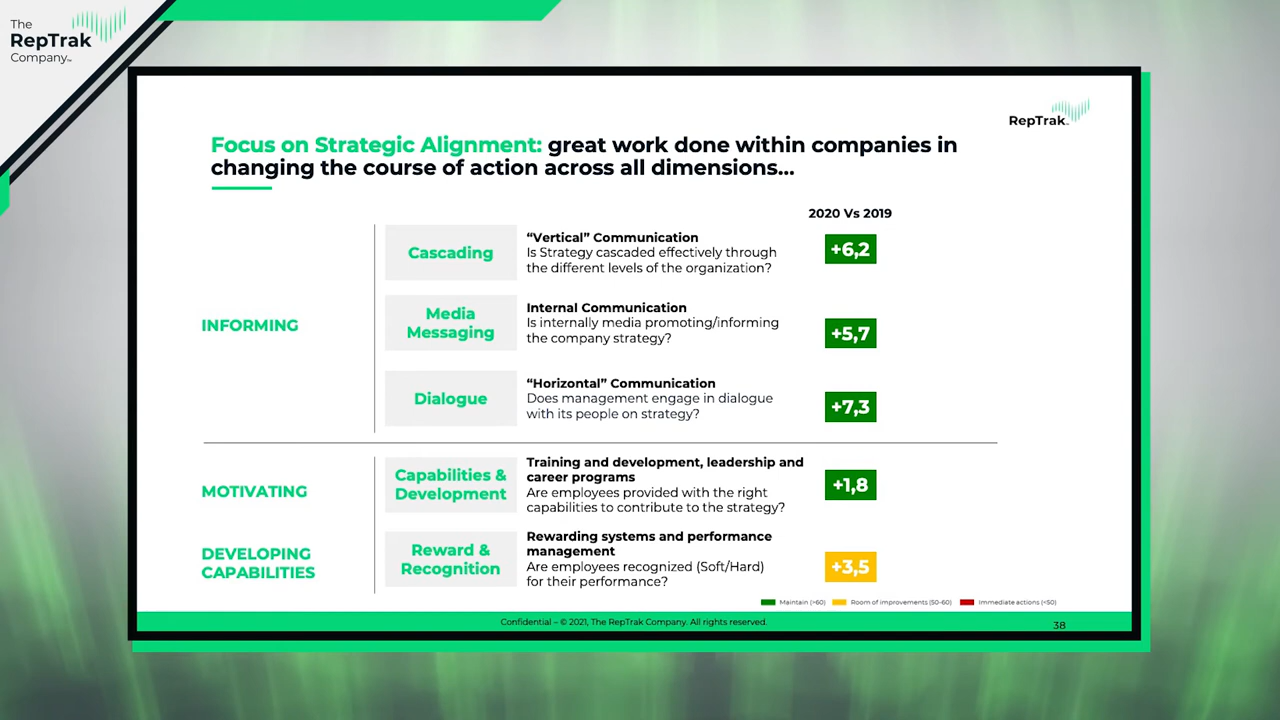 The
RepTrak
Company™
RepTrak™
Focus on Strategic Alignment: great work done within companies in
changing the course of action across all dimensions...
2020 Vs 2019
INFORMING
Cascading
“Vertical” Communication
Is Strategy cascaded effectively through
the different levels of the organization?
+6,2
Media
Messaging
Internal Communication
Is internally media promoting/informing
the company strategy?
+5,7
Dialogue
“Horizontal” Communication
Does management engage in dialogue
with its people on strategy?
+7,3
MOTIVATING
Capabilities &
Development
Training and development, leadership and
career programs
Are employees provided with the right
capabilities to contribute to the strategy?
+1,8
DEVELOPING
CAPABILITIES
Reward &
Recognition
Rewarding systems and performance
management
Are employees recognized (Soft/Hard)
for their performance?
+3,5
Maintain (>60) Room of improvements (50-60) Immediate actions (<50)
Confidential – © 2021, The RepTrak Company. All rights reserved.
38